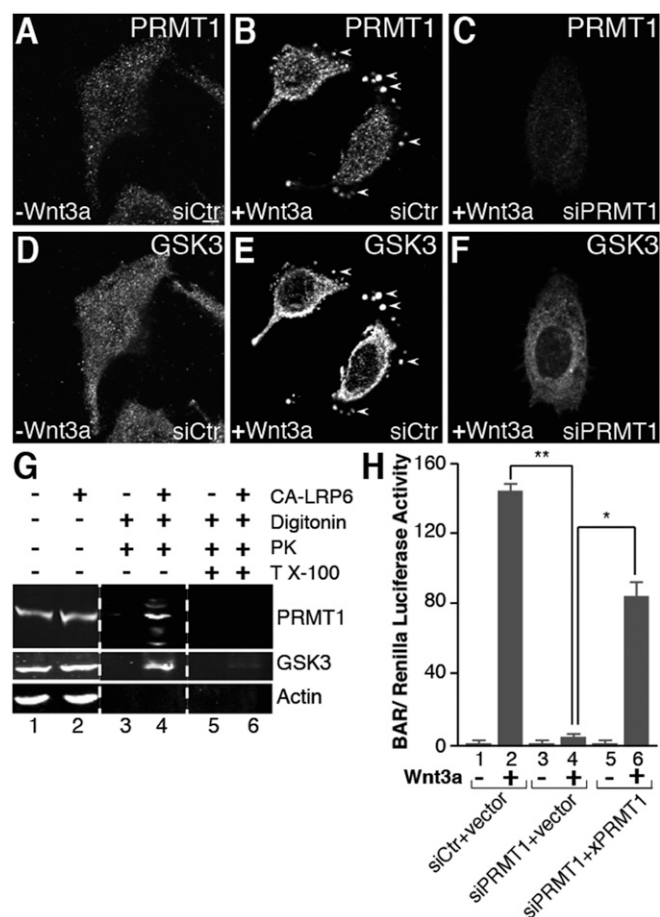 A PRMT1
-Wnt3a siCtr
B PRMT1
+Wnt3a siCtr
C PRMT1
+Wnt3a siPRMT1
D GSK3
-Wnt3a siCtr
E GSK3
+Wnt3a siCtr
F GSK3
+Wnt3a siPRMT1
G
- + - + - + CA-LRP6
- - + + + + Digitonin
- - + + + + PK
- - - - + + T X-100
PRMT1
GSK3
Actin
1 2 3 4 5 6
H
BAR/ Renilla Luciferase Activity
160
120
80
40
0
**
*
1 2 3 4 5 6
Wnt3a - + - + - +
siCtr+vector
siPRMT1+vector
siPRMT1+xPRMT1